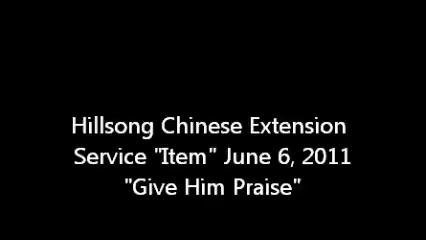 Hillsong Chinese Extension
Service "Item" June 6, 2011
"Give Him Praise"